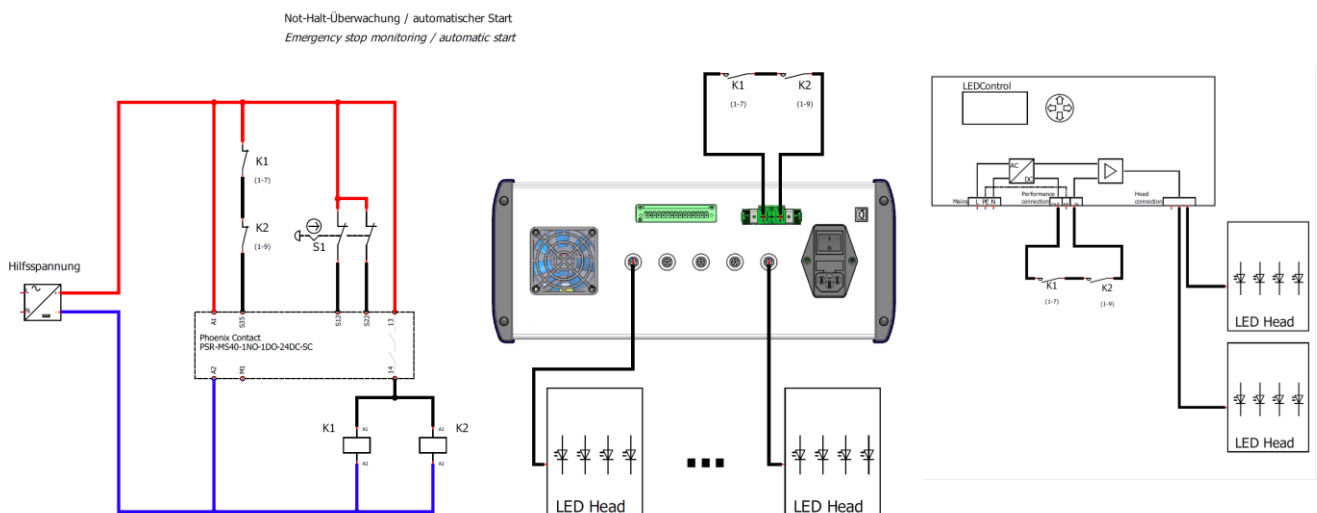 Not-Halt-Überwachung / automatischer Start
Emergency stop monitoring / automatic start
Hilfsspannung
K1
(1-7)
K2
(1-9)
S1
A1
S35
S12
S22
13
Phoenix Contact
PSR-MS40-1NO-1DO-24DC-SC
A2
M1
14
K1
A1
A2
K2
A1
A2
K1
(1-7)
K2
(1-9)
LED Head
LED Head
LEDControl
AC
DC
Mains
L PE N
Performance
connection
Head
connection
K1
(1-7)
K2
(1-9)
LED Head
LED Head